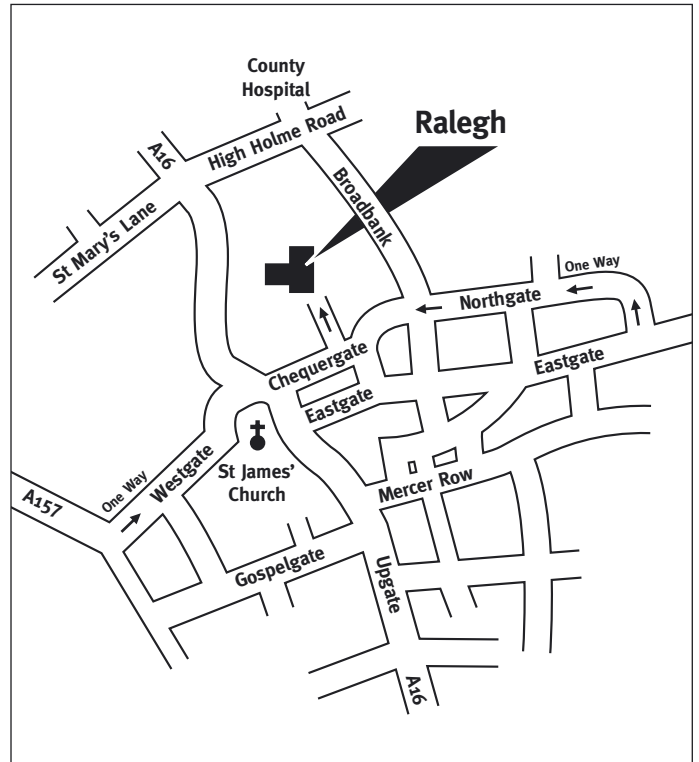 County
Hospital
Ralegh
A16
High Holme Road
Broadbank
St Mary's Lane
One Way
Northgate
Chequergate
Eastgate
Eastgate
One Way
Westgate
St James'
Church
A157
Mercer Row
Gospelgate
Upgate
A16